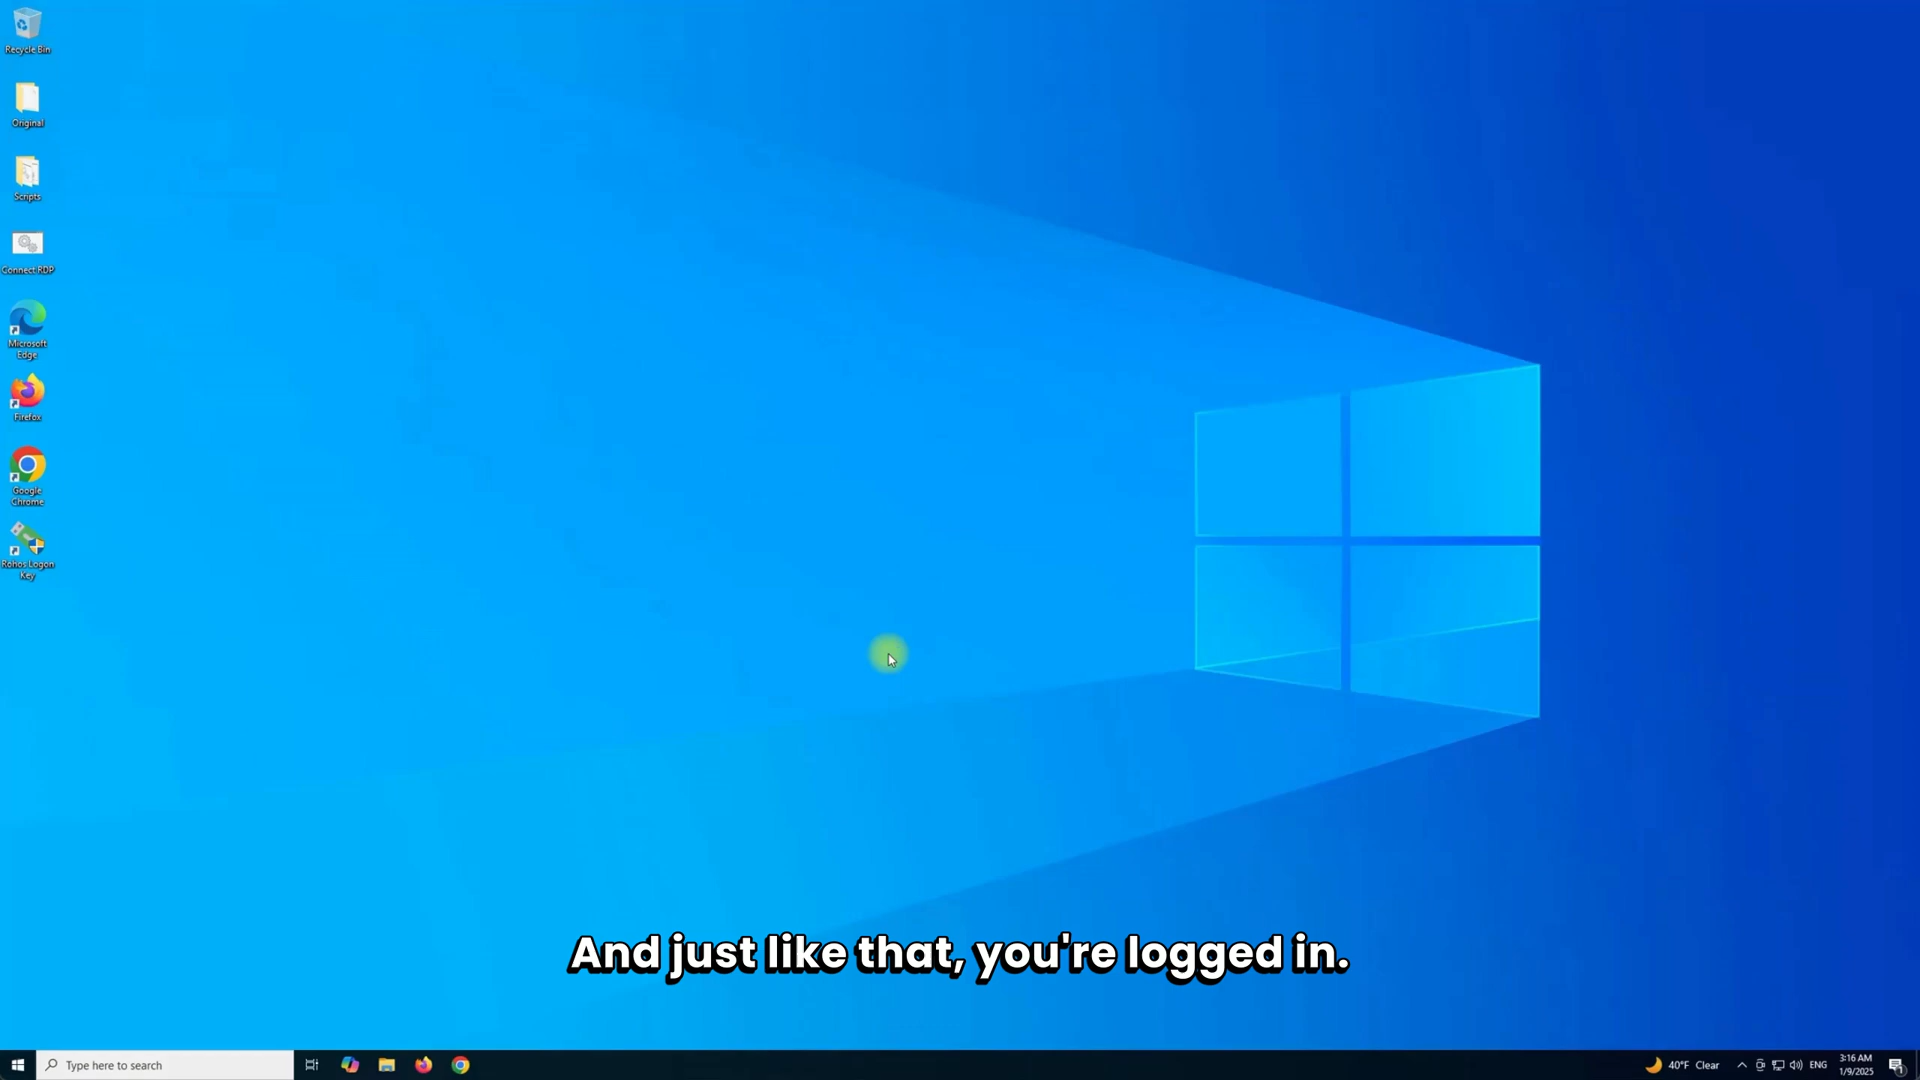 Recycle Bin
Original
Scripts
Connect RDP
Microsoft
Edge
Firefox
Google
Chrome
Rohos Logon
Key
And just like that, you're logged in.
Type here to search
40°F Clear
ENG
3:16 AM
1/9/2025
1